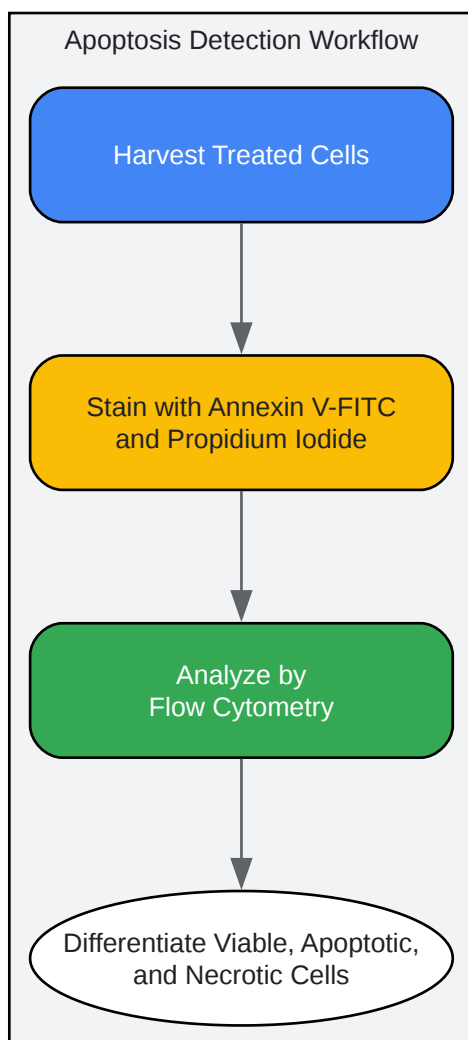 Apoptosis Detection Workflow
Harvest Treated Cells
Stain with Annexin V-FITC
and Propidium Iodide
Analyze by
Flow Cytometry
Differentiate Viable, Apoptotic,
and Necrotic Cells